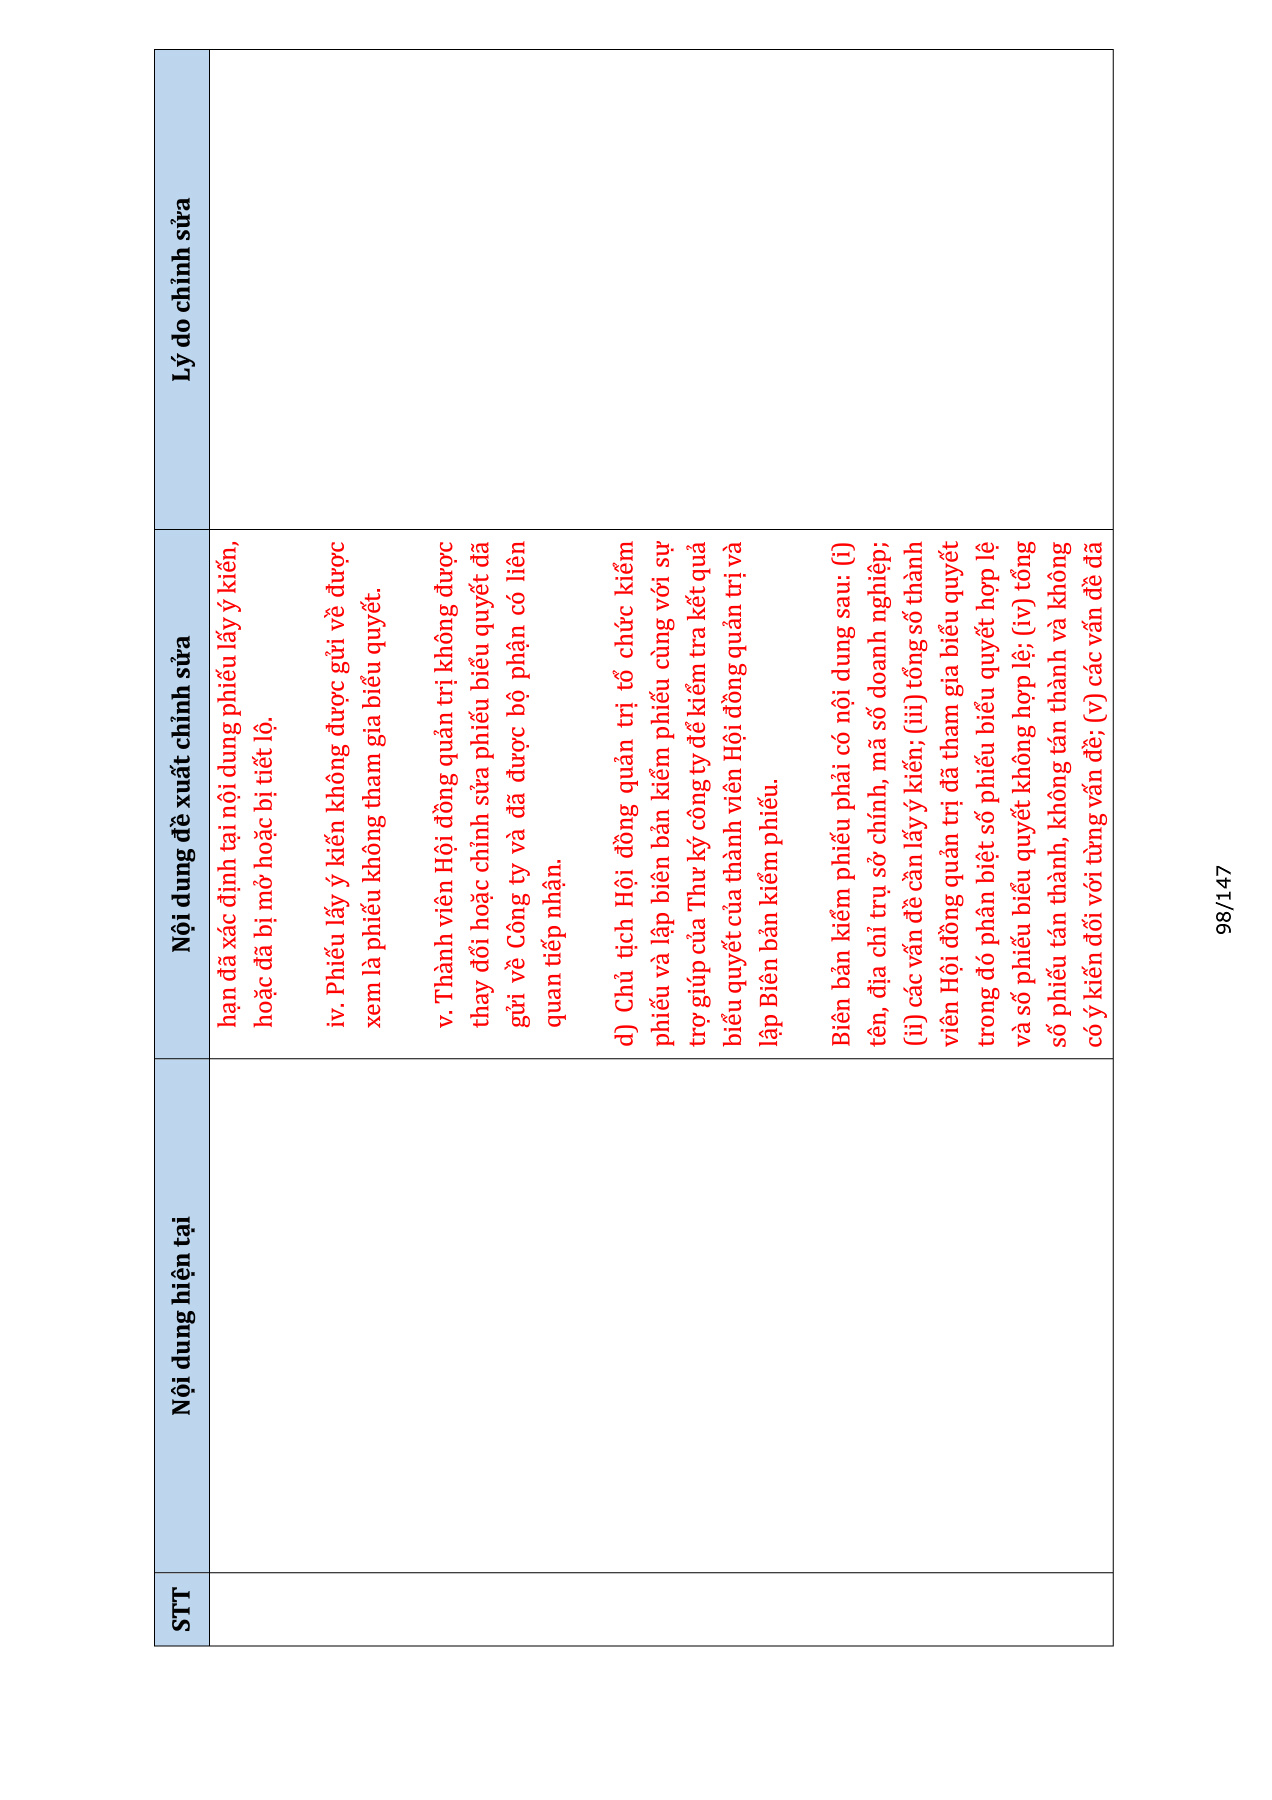 STT
Nội dung hiện tại
Nội dung đề xuất chỉnh sửa
Lý do chỉnh sửa
hạn đã xác định tại nội dung phiếu lấy ý kiến,
hoặc đã bị mở hoặc bị tiết lộ.
iv. Phiếu lấy ý kiến không được gửi về được
xem là phiếu không tham gia biểu quyết.
v. Thành viên Hội đồng quản trị không được
thay đổi hoặc chỉnh sửa phiếu biểu quyết đã
gửi về Công ty và đã được bộ phận có liên
quan tiếp nhận.
d) Chủ tịch Hội đồng quản trị tổ chức kiểm
phiếu và lập biên bản kiểm phiếu cùng với sự
trợ giúp của Thư ký công ty để kiểm tra kết quả
biểu quyết của thành viên Hội đồng quản trị và
lập Biên bản kiểm phiếu.
Biên bản kiểm phiếu phải có nội dung sau: (i)
tên, địa chỉ trụ sở chính, mã số doanh nghiệp;
(ii) các vấn đề cần lấy ý kiến; (iii) tổng số thành
viên Hội đồng quản trị đã tham gia biểu quyết
trong đó phân biệt số phiếu biểu quyết hợp lệ
và số phiếu biểu quyết không hợp lệ; (iv) tổng
số phiếu tán thành, không tán thành và không
có ý kiến đối với từng vấn đề; (v) các vấn đề đã
98/147